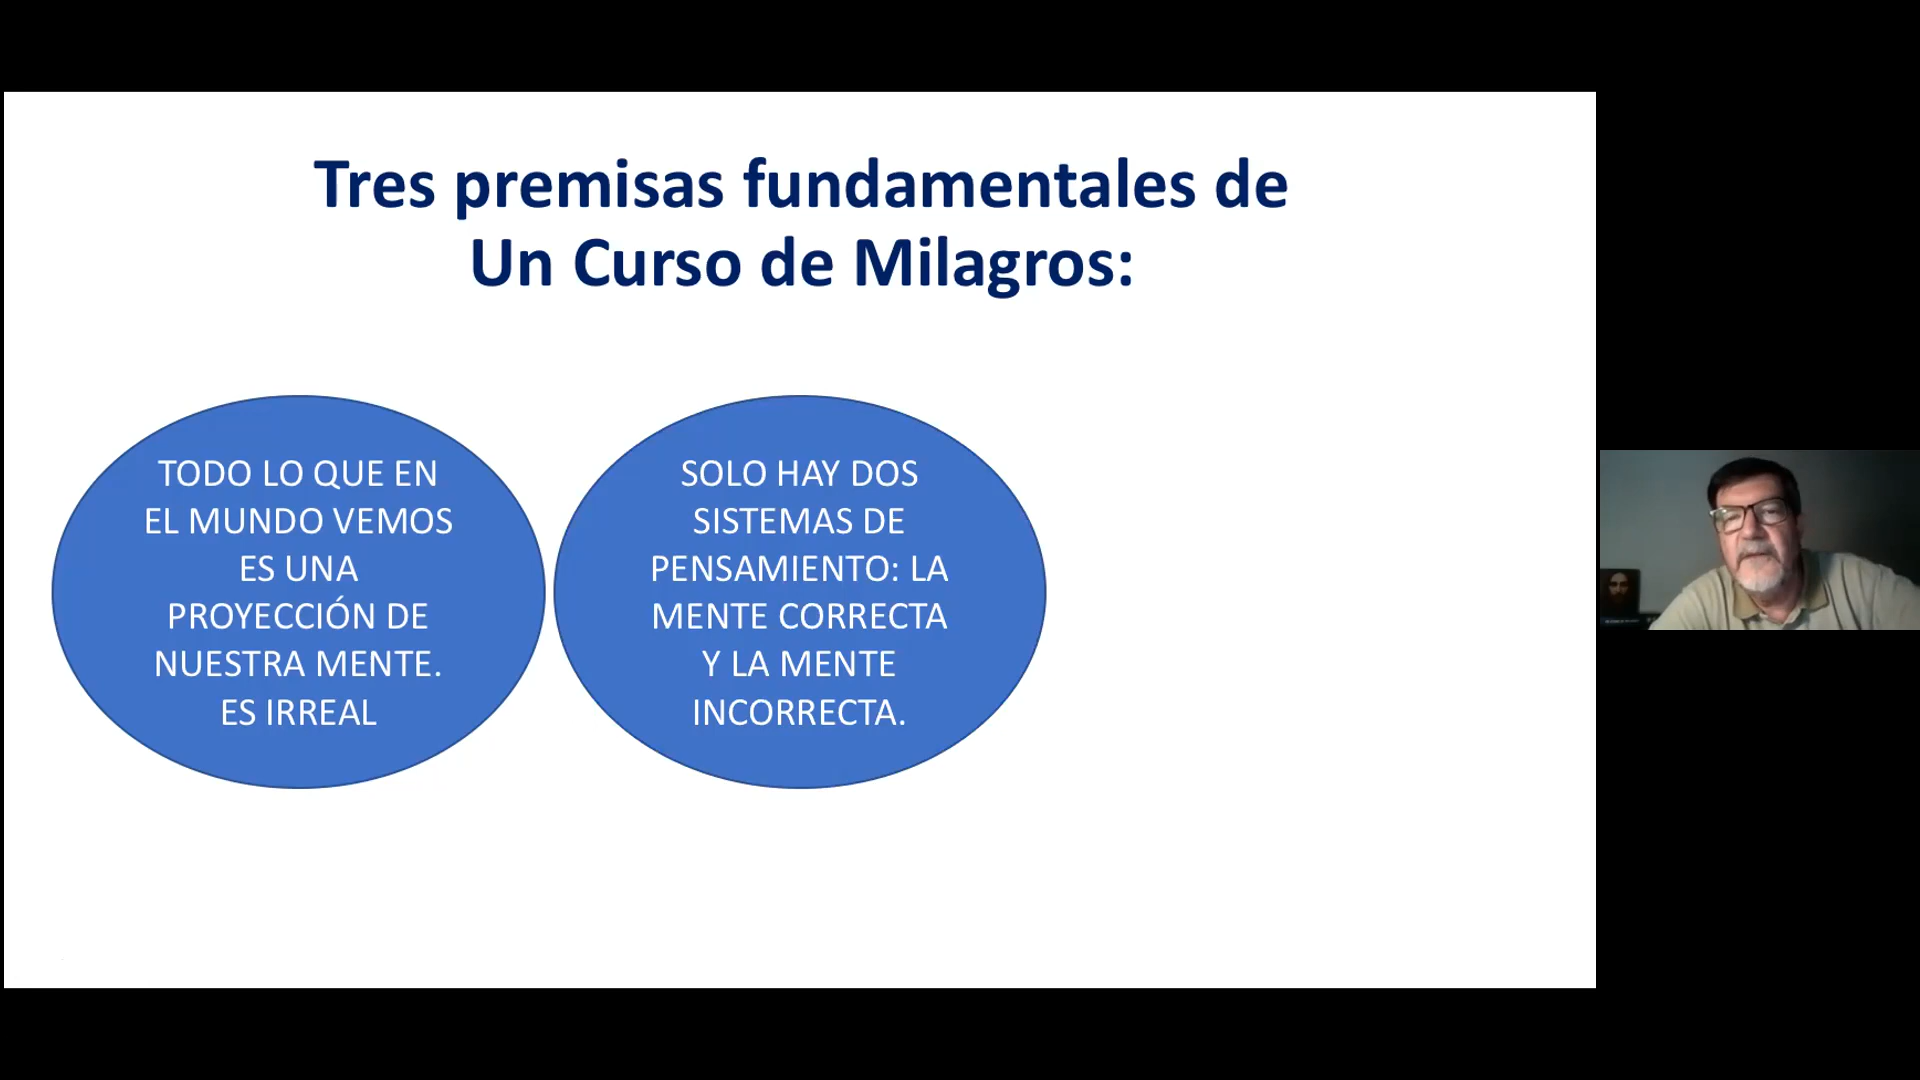 Tres premisas fundamentales de
Un Curso de Milagros:
TODO LO QUE EN
EL MUNDO VEMOS
ES UNA
PROYECCIÓN DE
NUESTRA MENTE.
ES IRREAL
SOLO HAY DOS
SISTEMAS DE
PENSAMIENTO: LA
MENTE CORRECTA
Y LA MENTE
INCORRECTA.